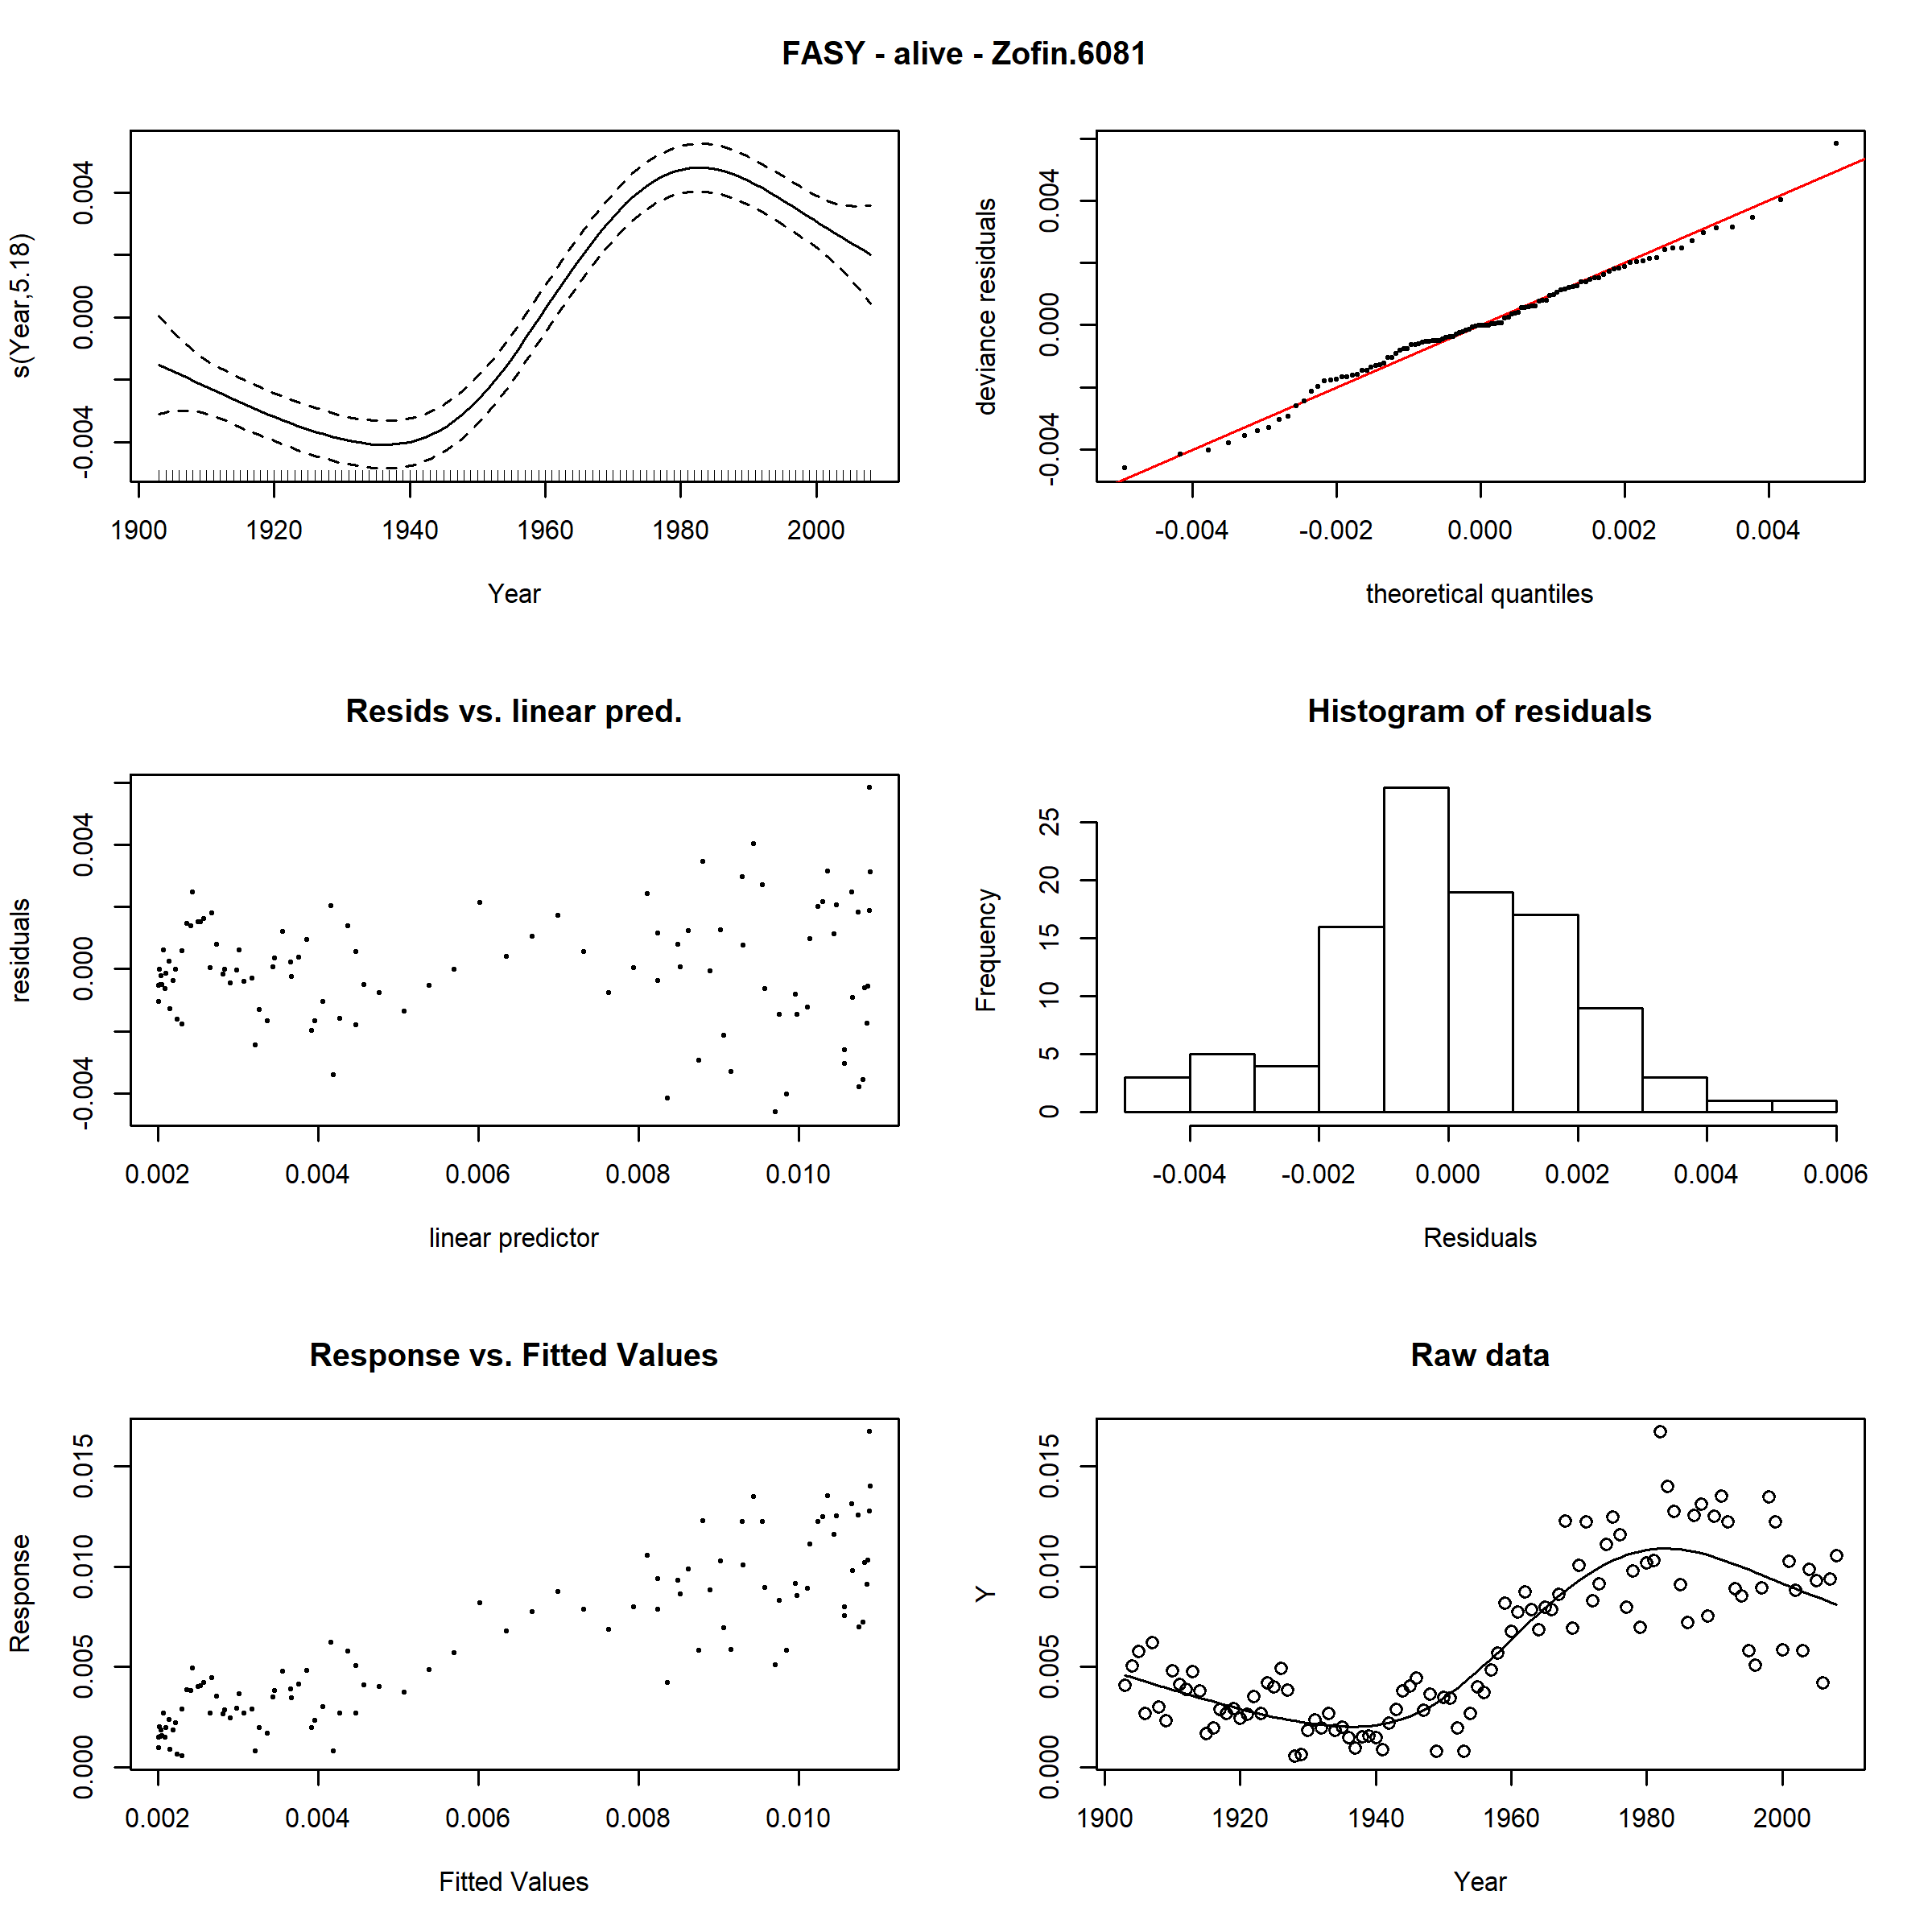 FASY - alive - Zofin.6081
s(Year,5.18)
-0.004 0.000 0.004
1900 1920 1940 1960 1980 2000
Year
deviance residuals
-0.004 0.000 0.004
-0.004 -0.002 0.000 0.002 0.004
theoretical quantiles
Resids vs. linear pred.
residuals
-0.004 0.000 0.004
0.002 0.004 0.006 0.008 0.010
linear predictor
Histogram of residuals
Frequency
0 5 10 15 20 25
-0.004 -0.002 0.000 0.002 0.004 0.006
Residuals
Response vs. Fitted Values
Response
0.000 0.005 0.010 0.015
0.002 0.004 0.006 0.008 0.010
Fitted Values
Raw data
Y
0.000 0.005 0.010 0.015
1900 1920 1940 1960 1980 2000
Year